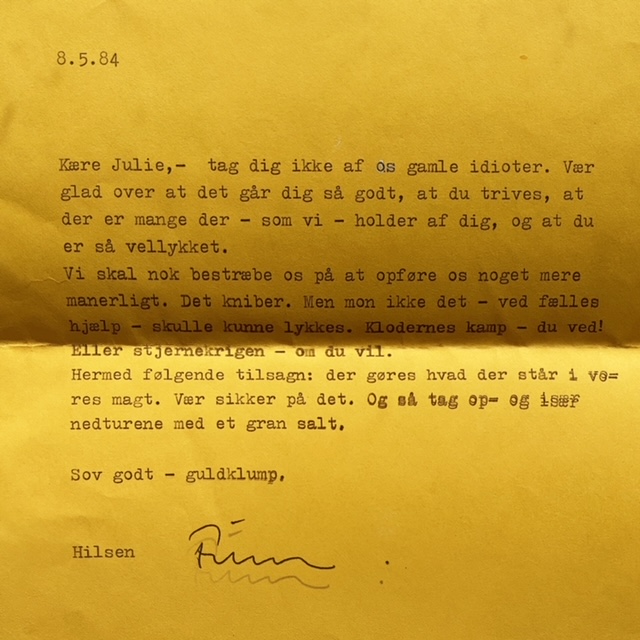 8.5.84
Kære Julie,- tag dig ikke af os gamle idioter. Vær
glad over at det går dig så godt, at du trives, at
der er mange der - som vi - holder af dig, og at du
er så vellykket.
Vi skal nok bestræbe os på at opføre os noget mere
manerligt. Det kniber. Men mon ikke det - ved fælles
hjælp - skulle kunne lykkes. Klodernes kamp - du ved!
Eller stjernekrigen - om du vil.
Hermed følgende tilsagn: der gøres hvad der står i vo=
res magt. Vær sikker på det. Og så tag op- og især
nedturene med et gran salt.
Sov godt - guldklump.
Hilsen